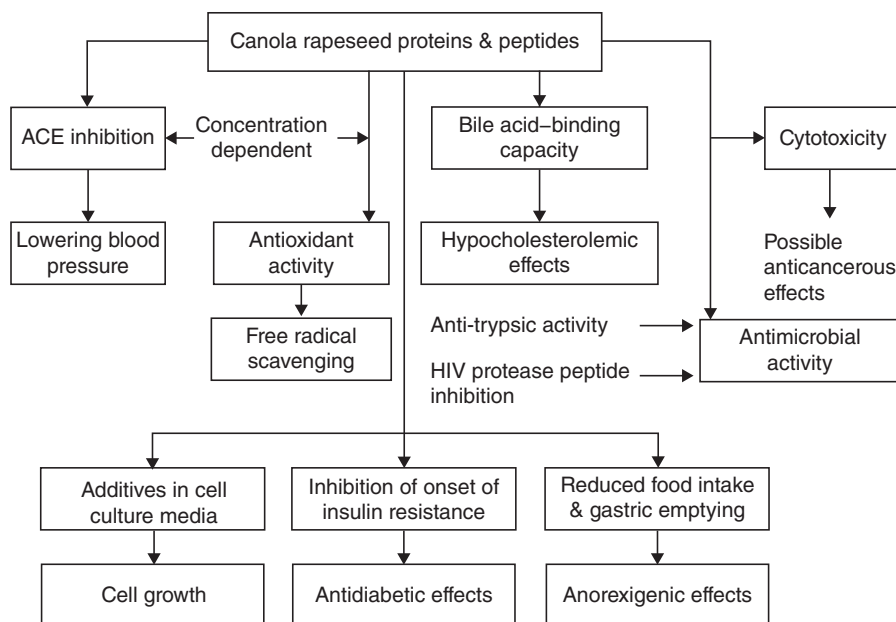 Canola rapeseed proteins & peptides
ACE inhibition
Concentration
dependent
Bile acid–binding
capacity
Cytotoxicity
Lowering blood
pressure
Antioxidant
activity
Hypocholesterolemic
effects
Possible
anticancerous
effects
Free radical
scavenging
Anti-trypsic activity
HIV protease peptide
inhibition
Antimicrobial
activity
Additives in cell
culture media
Inhibition of onset of
insulin resistance
Reduced food intake
& gastric emptying
Cell growth
Antidiabetic effects
Anorexigenic effects